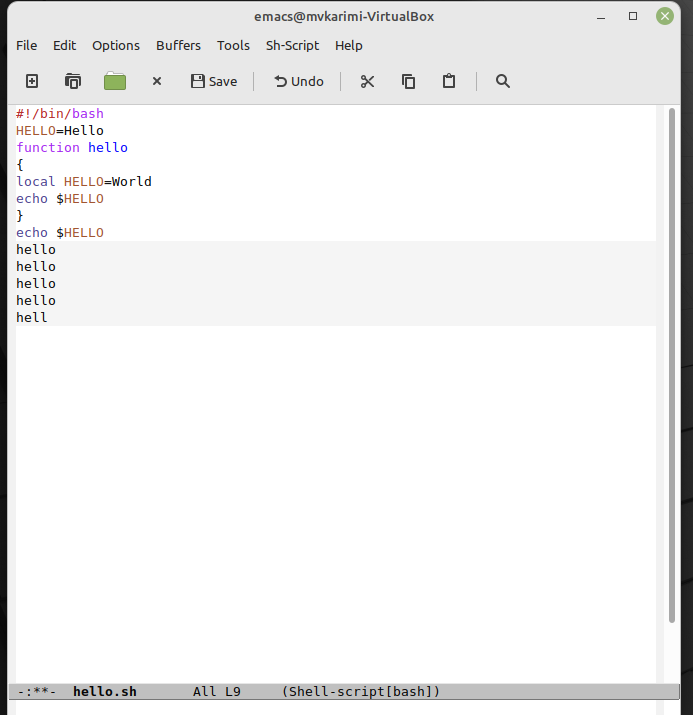 emacs@mvkarimi-VirtualBox
File Edit Options Buffers Tools Sh-Script Help
Save Undo
#!/bin/bash
HELLO=Hello
function hello
{
local HELLO=World
echo $HELLO
}
echo $HELLO
hello
hello
hello
hello
hell
-:**- hello.sh All L9 (Shell-script[bash])